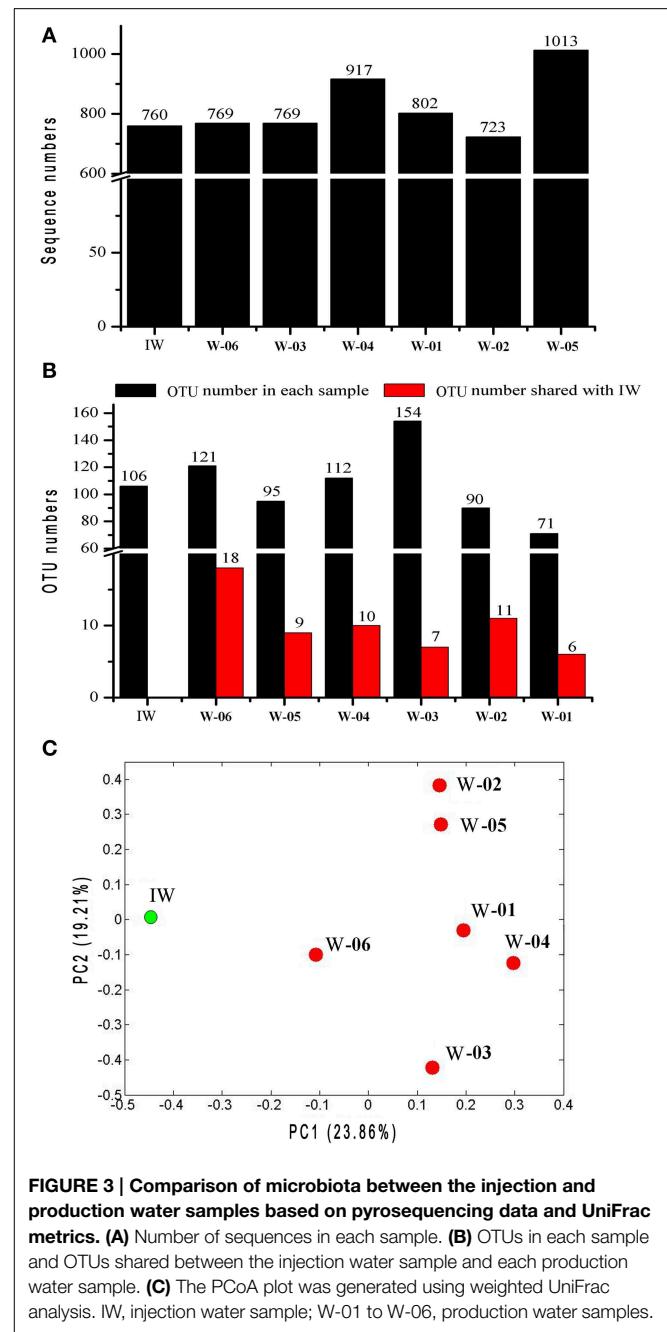 A
Sequence numbers
1000
800
600
50
0
760
769
769
917
802
723
1013
IW
W-06
W-03
W-04
W-01
W-02
W-05
B
OTU number in each sample
OTU number shared with IW
OTU numbers
160
140
120
100
80
60
10
0
106
121
18
95
9
112
10
154
7
90
11
71
6
IW
W-06
W-05
W-04
W-03
W-02
W-01
C
PC2 (19.21%)
0.4
0.3
0.2
0.1
0
-0.1
-0.2
-0.3
-0.4
-0.5
W-02
W-05
IW
W-01
W-06
W-04
W-03
-0.5
-0.4
-0.3
-0.2
-0.1
0
0.1
0.2
0.3
0.4
PC1 (23.86%)
FIGURE 3 | Comparison of microbiota between the injection and
production water samples based on pyrosequencing data and UniFrac
metrics. (A) Number of sequences in each sample. (B) OTUs in each sample
and OTUs shared between the injection water sample and each production
water sample. (C) The PCoA plot was generated using weighted UniFrac
analysis. IW, injection water sample; W-01 to W-06, production water samples.